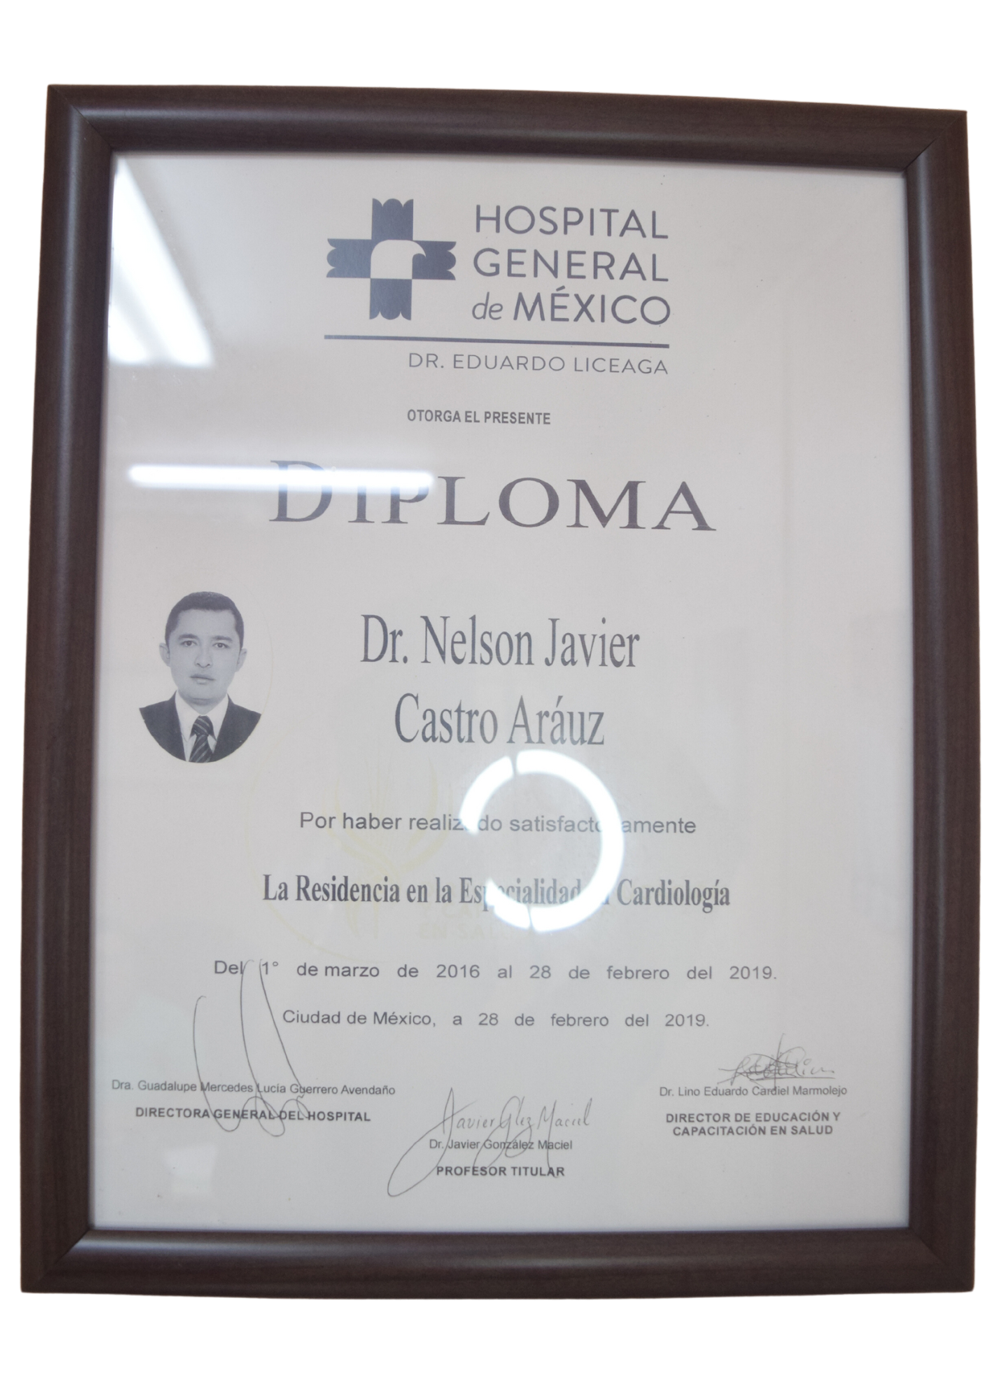 HOSPITAL
GENERAL
de MÉXICO
DR. EDUARDO LICEAGA
OTORGA EL PRESENTE
DIPLOMA
Dr. Nelson Javier
Castro Aráuz
Por haber realizado satisfactoriamente
La Residencia en la Especialidad Cardiología
Del 1° de marzo de 2016 al 28 de febrero del 2019.
Ciudad de México, a 28 de febrero del 2019.
Dra. Guadalupe Mercedes Lucía Guerrero Avendaño
DIRECTORA GENERAL DEL HOSPITAL
Javier Glez Maciel
Dr. Javier González Maciel
PROFESOR TITULAR
Dr. Lino Eduardo Cardiel Marmolejo
DIRECTOR DE EDUCACIÓN Y
CAPACITACIÓN EN SALUD